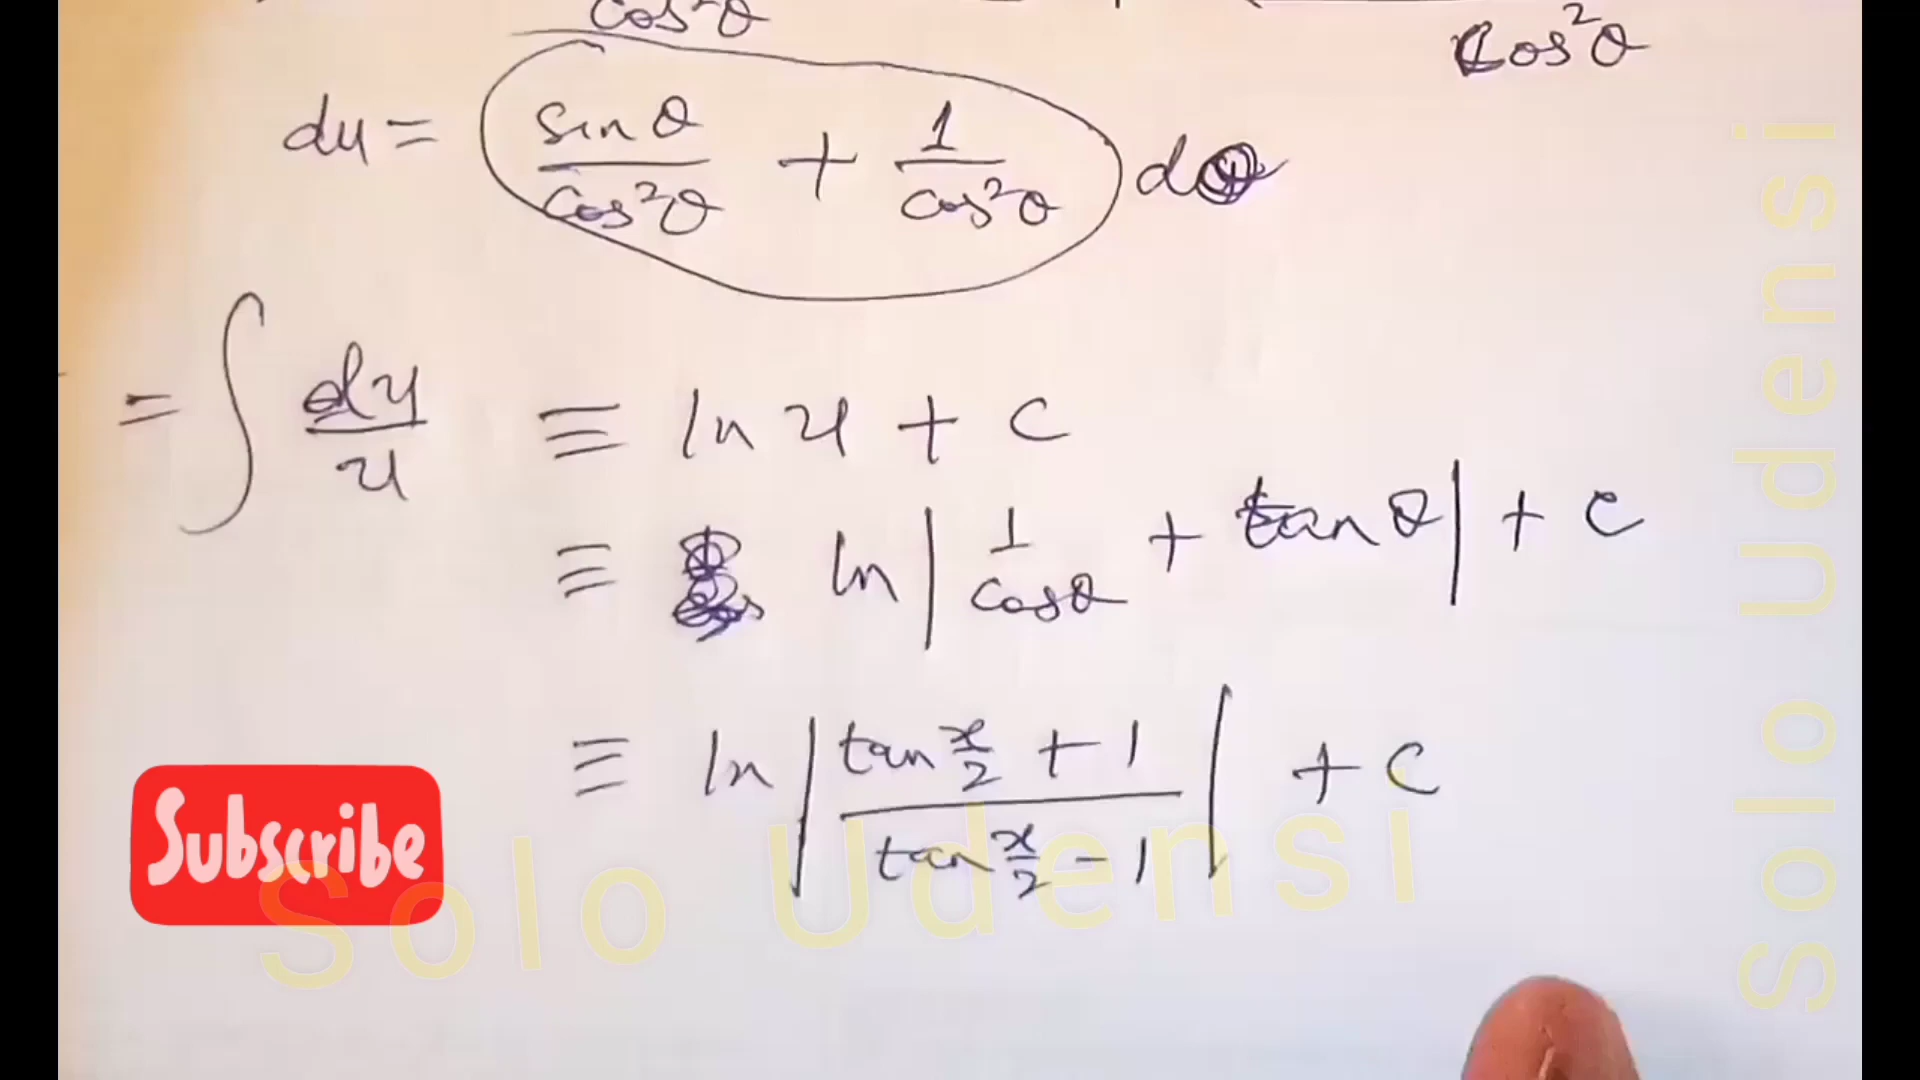 cos²θ
cos²θ
du = (sinθ/cos²θ + 1/cos²θ) dθ
= ∫ du/u ≡ ln u + c
≡ ln | 1/cosθ + tanθ | + c
≡ ln | (tan x/2 + 1)/(tan x/2 - 1) | + c
Subscribe
Solo Udensi
Solo Udensi